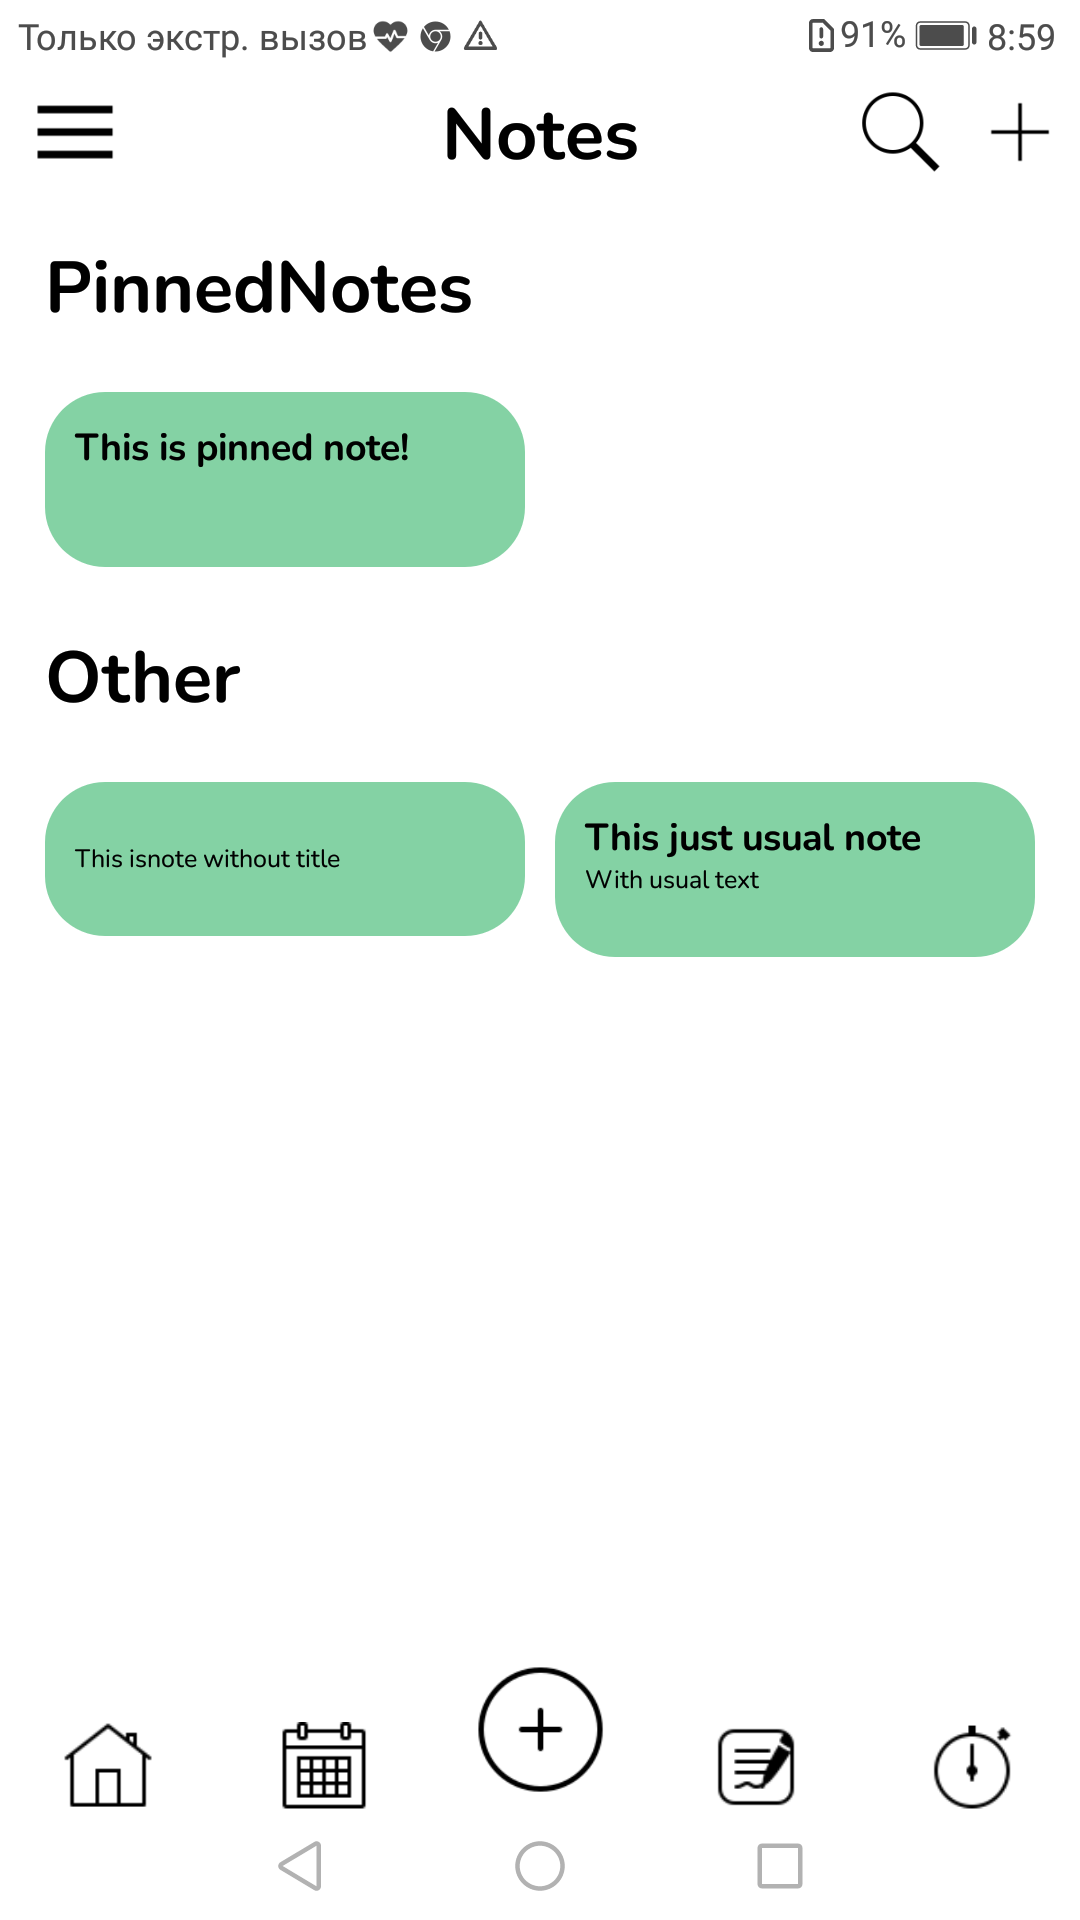 Только экстр. вызов 91% 8:59
Notes
PinnedNotes
This is pinned note!
Other
This isnote without title
This just usual note
With usual text